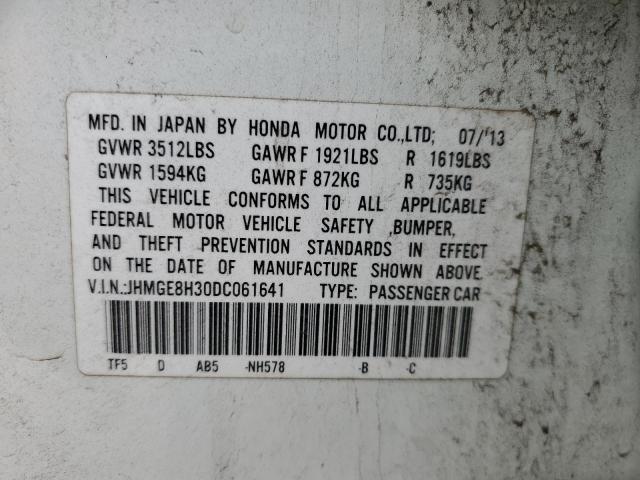 MFD. IN JAPAN BY HONDA MOTOR CO.,LTD; 07/13
GVWR 3512LBS GAWR F 1921LBS R 1619LBS
GVWR 1594KG GAWR F 872KG R 735KG
THIS VEHICLE CONFORMS TO ALL APPLICABLE
FEDERAL MOTOR VEHICLE SAFETY ,BUMPER,
AND THEFT PREVENTION STANDARDS IN EFFECT
ON THE DATE OF MANUFACTURE SHOWN ABOVE.
V.I.N.:JHMGE8H30DC061641 TYPE: PASSENGER CAR
TF5 D AB5 -NH578 -B -C